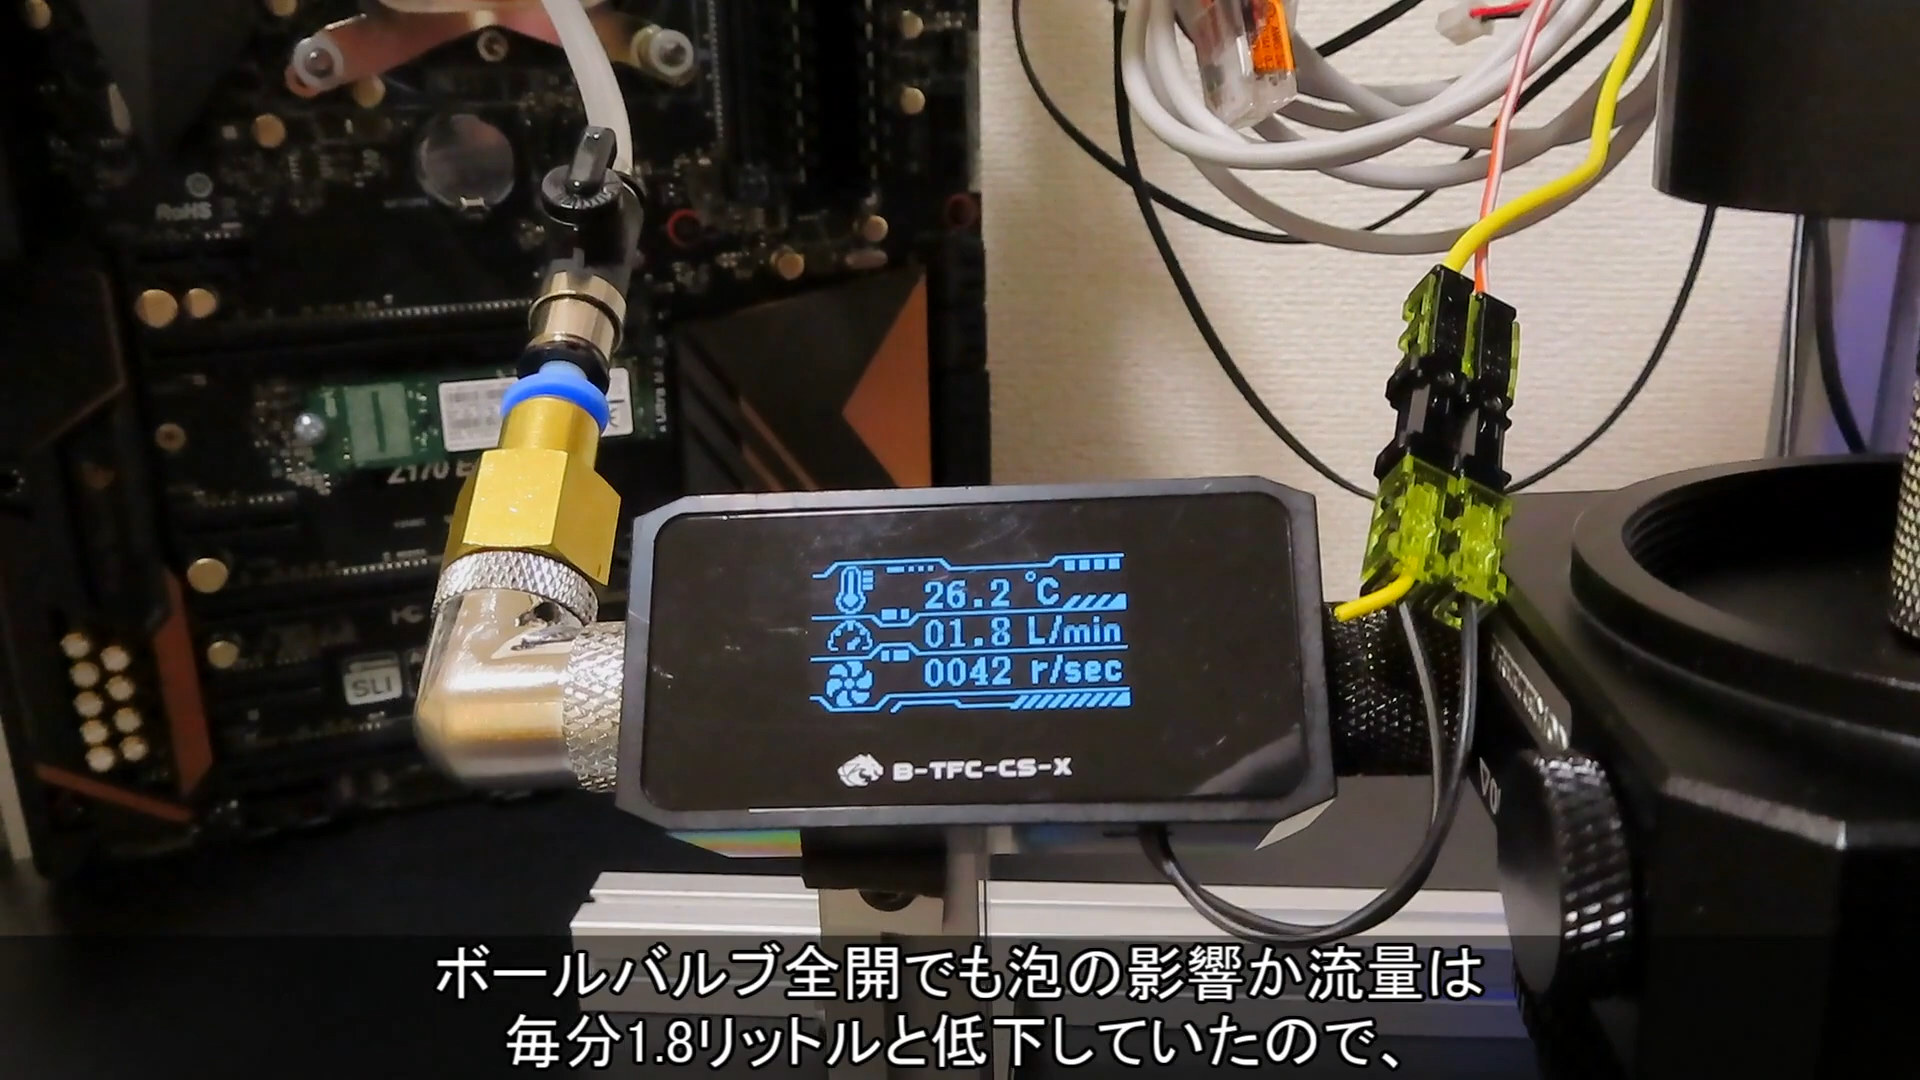 RoHS
Z170
SLI
26.2 °C
01.8 L/min
0042 r/sec
B-TFC-CS-X
ボールバルブ全開でも泡の影響か流量は
毎分1.8リットルと低下していたので、